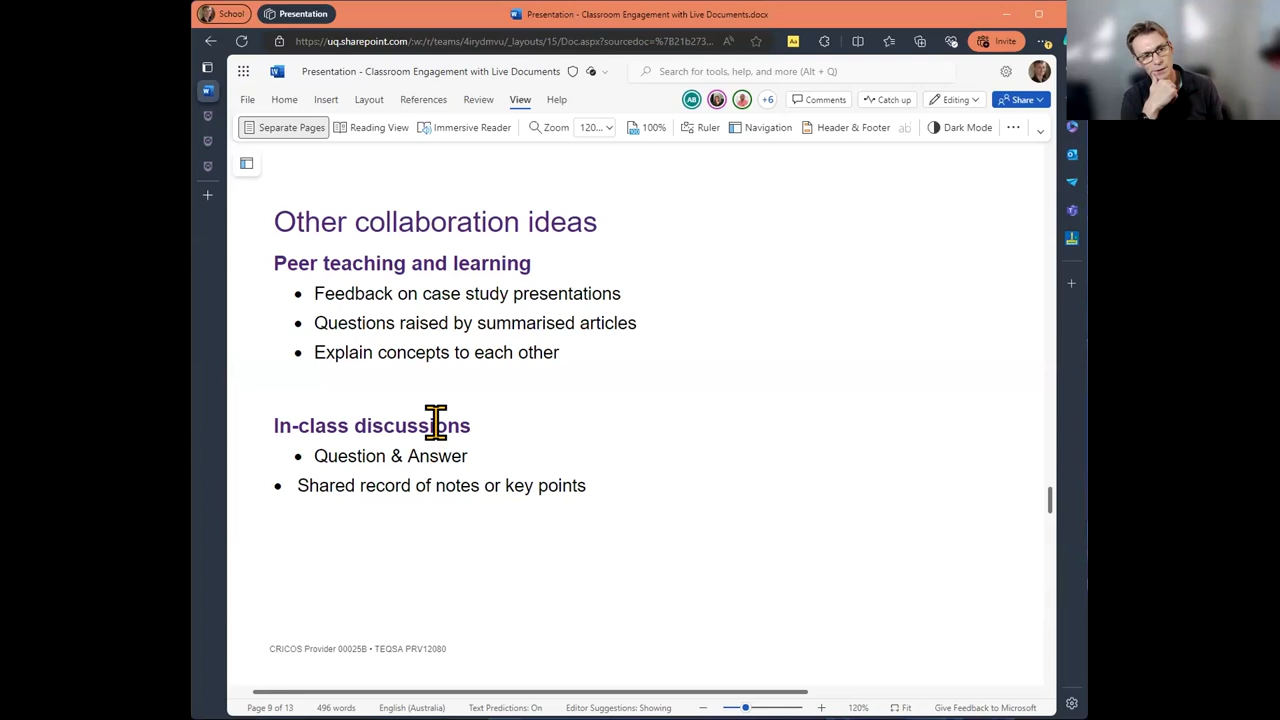 School
Presentation
Presentation - Classroom Engagement with Live Documents.docx
https://uq.sharepoint.com/:w:/r/teams/4irydmvu/_layouts/15/Doc.aspx?sourcedoc=%7B21b273...
Invite
Presentation - Classroom Engagement with Live Documents
Search for tools, help, and more (Alt + Q)
File Home Insert Layout References Review View Help
AB +6 Comments Catch up Editing Share
Separate Pages Reading View Immersive Reader Zoom 120... 100% Ruler Navigation Header & Footer ab Dark Mode ...
Other collaboration ideas
Peer teaching and learning
• Feedback on case study presentations
• Questions raised by summarised articles
• Explain concepts to each other
In-class discussions
• Question & Answer
• Shared record of notes or key points
CRICOS Provider 00025B • TEQSA PRV12080
Page 9 of 13 496 words English (Australia) Text Predictions: On Editor Suggestions: Showing 120% Fit Give Feedback to Microsoft